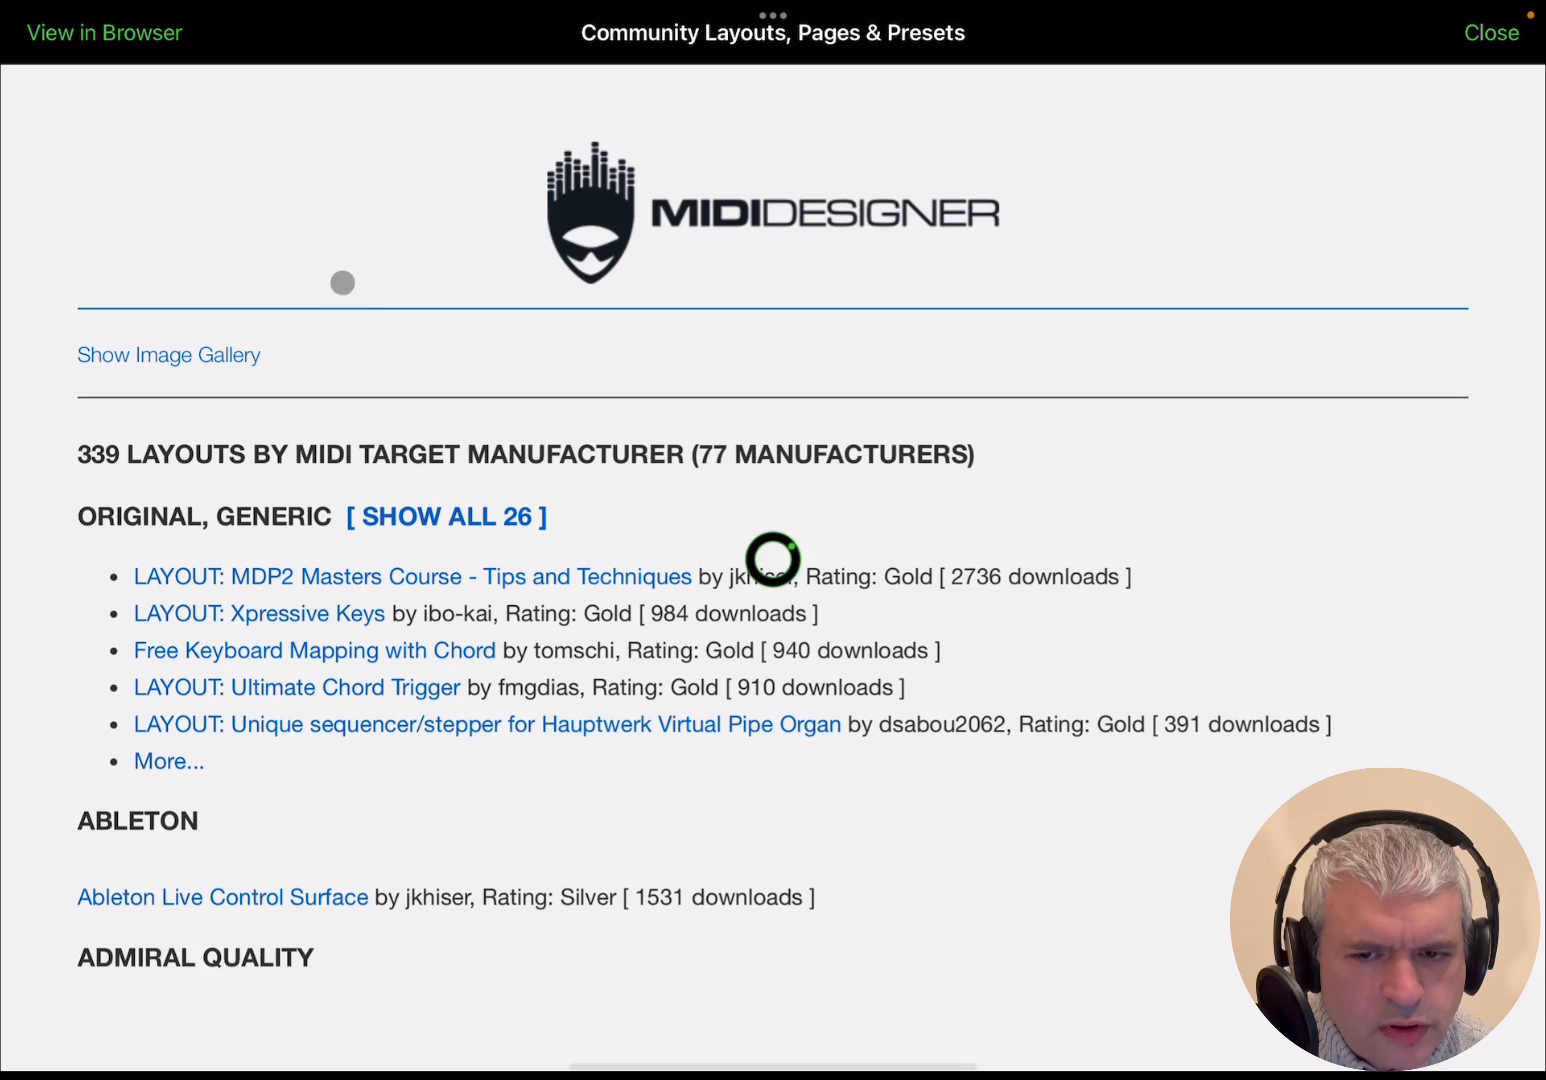 View in Browser
Community Layouts, Pages & Presets
Close
MIDIDESIGNER
Show Image Gallery
339 LAYOUTS BY MIDI TARGET MANUFACTURER (77 MANUFACTURERS)
ORIGINAL, GENERIC [ SHOW ALL 26 ]
• LAYOUT: MDP2 Masters Course - Tips and Techniques by jkhiser, Rating: Gold [ 2736 downloads ]
• LAYOUT: Xpressive Keys by ibo-kai, Rating: Gold [ 984 downloads ]
• Free Keyboard Mapping with Chord by tomschi, Rating: Gold [ 940 downloads ]
• LAYOUT: Ultimate Chord Trigger by fmgdias, Rating: Gold [ 910 downloads ]
• LAYOUT: Unique sequencer/stepper for Hauptwerk Virtual Pipe Organ by dsabou2062, Rating: Gold [ 391 downloads ]
• More...
ABLETON
Ableton Live Control Surface by jkhiser, Rating: Silver [ 1531 downloads ]
ADMIRAL QUALITY